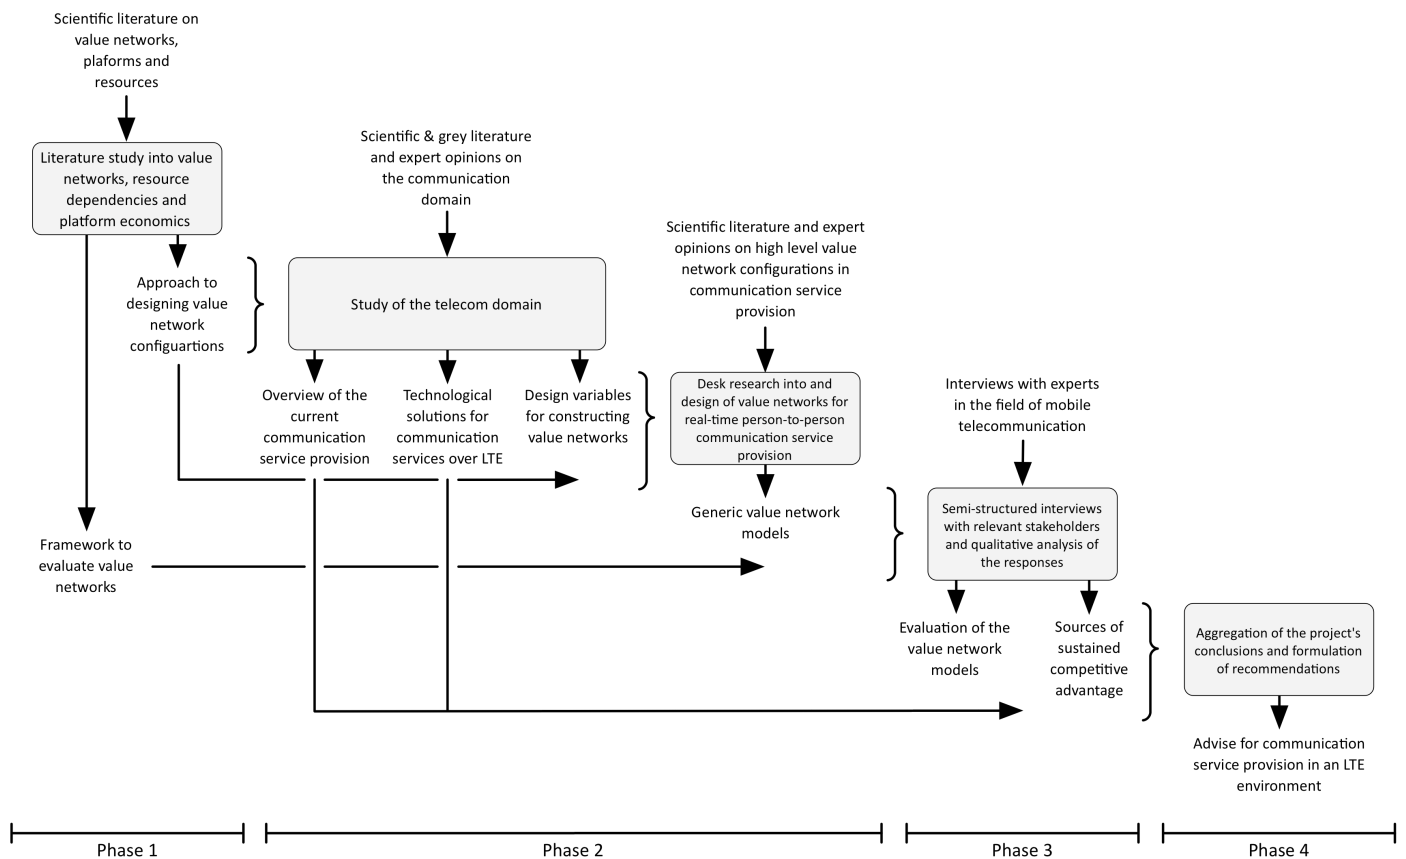 Scientific literature on
value networks,
plaforms and
resources
Literature study into value
networks, resource
dependencies and
platform economics
Approach to
designing value
network
configuartions
Framework to
evaluate value
networks
Scientific & grey literature
and expert opinions on
the communication
domain
Study of the telecom domain
Overview of the
current
communication
service provision
Technological
solutions for
communication
services over LTE
Design variables
for constructing
value networks
Scientific literature and expert
opinions on high level value
network configurations in
communication service
provision
Desk research into and
design of value networks for
real-time person-to-person
communication service
provision
Generic value network
models
Interviews with experts
in the field of mobile
telecommunication
Semi-structured interviews
with relevant stakeholders
and qualitative analysis of
the responses
Evaluation of the
value network
models
Sources of
sustained
competitive
advantage
Aggregation of the project's
conclusions and formulation
of recommendations
Advise for communication
service provision in an LTE
environment
Phase 1
Phase 2
Phase 3
Phase 4